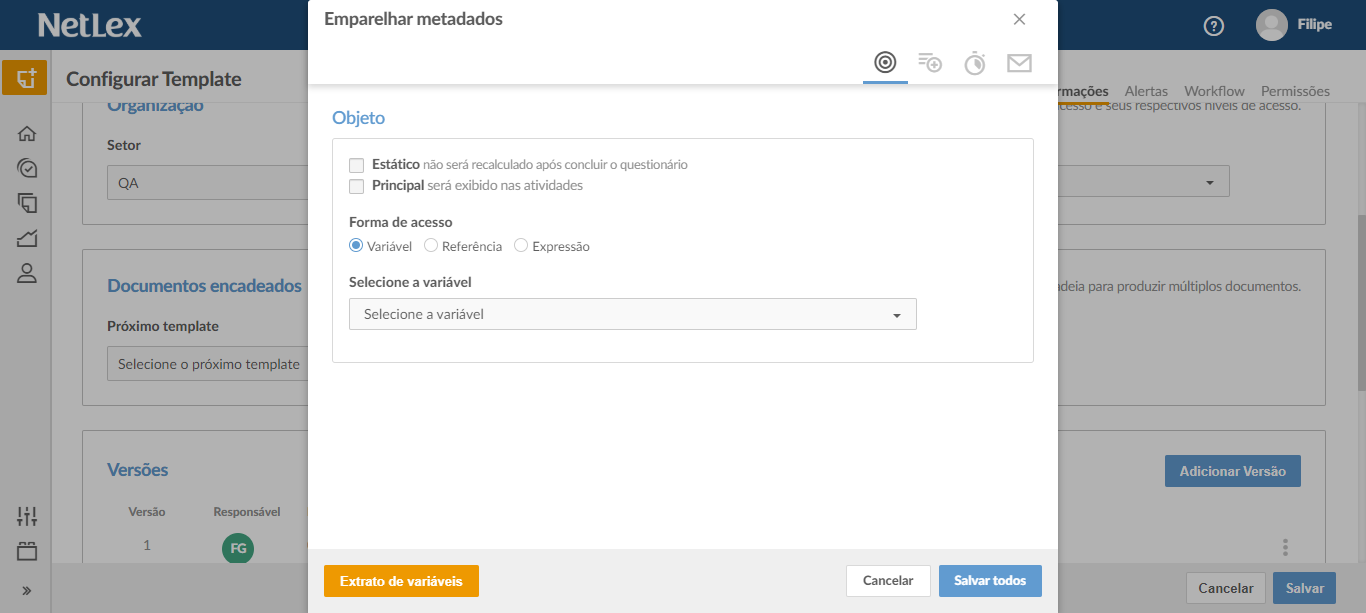 NetLex
Emparelhar metadados
Filipe
Configurar Template
rmações Alertas Workflow Permissões
Organização
acesso e seus respectivos níveis de acesso.
Objeto
Setor
QA
Estático não será recalculado após concluir o questionário
Principal será exibido nas atividades
Forma de acesso
Variável Referência Expressão
Selecione a variável
Selecione a variável
Documentos encadeados
adeia para produzir múltiplos documentos.
Próximo template
Selecione o próximo template
Versões
Adicionar Versão
Versão Responsável
1 FG
Extrato de variáveis
Cancelar Salvar todos
Cancelar Salvar